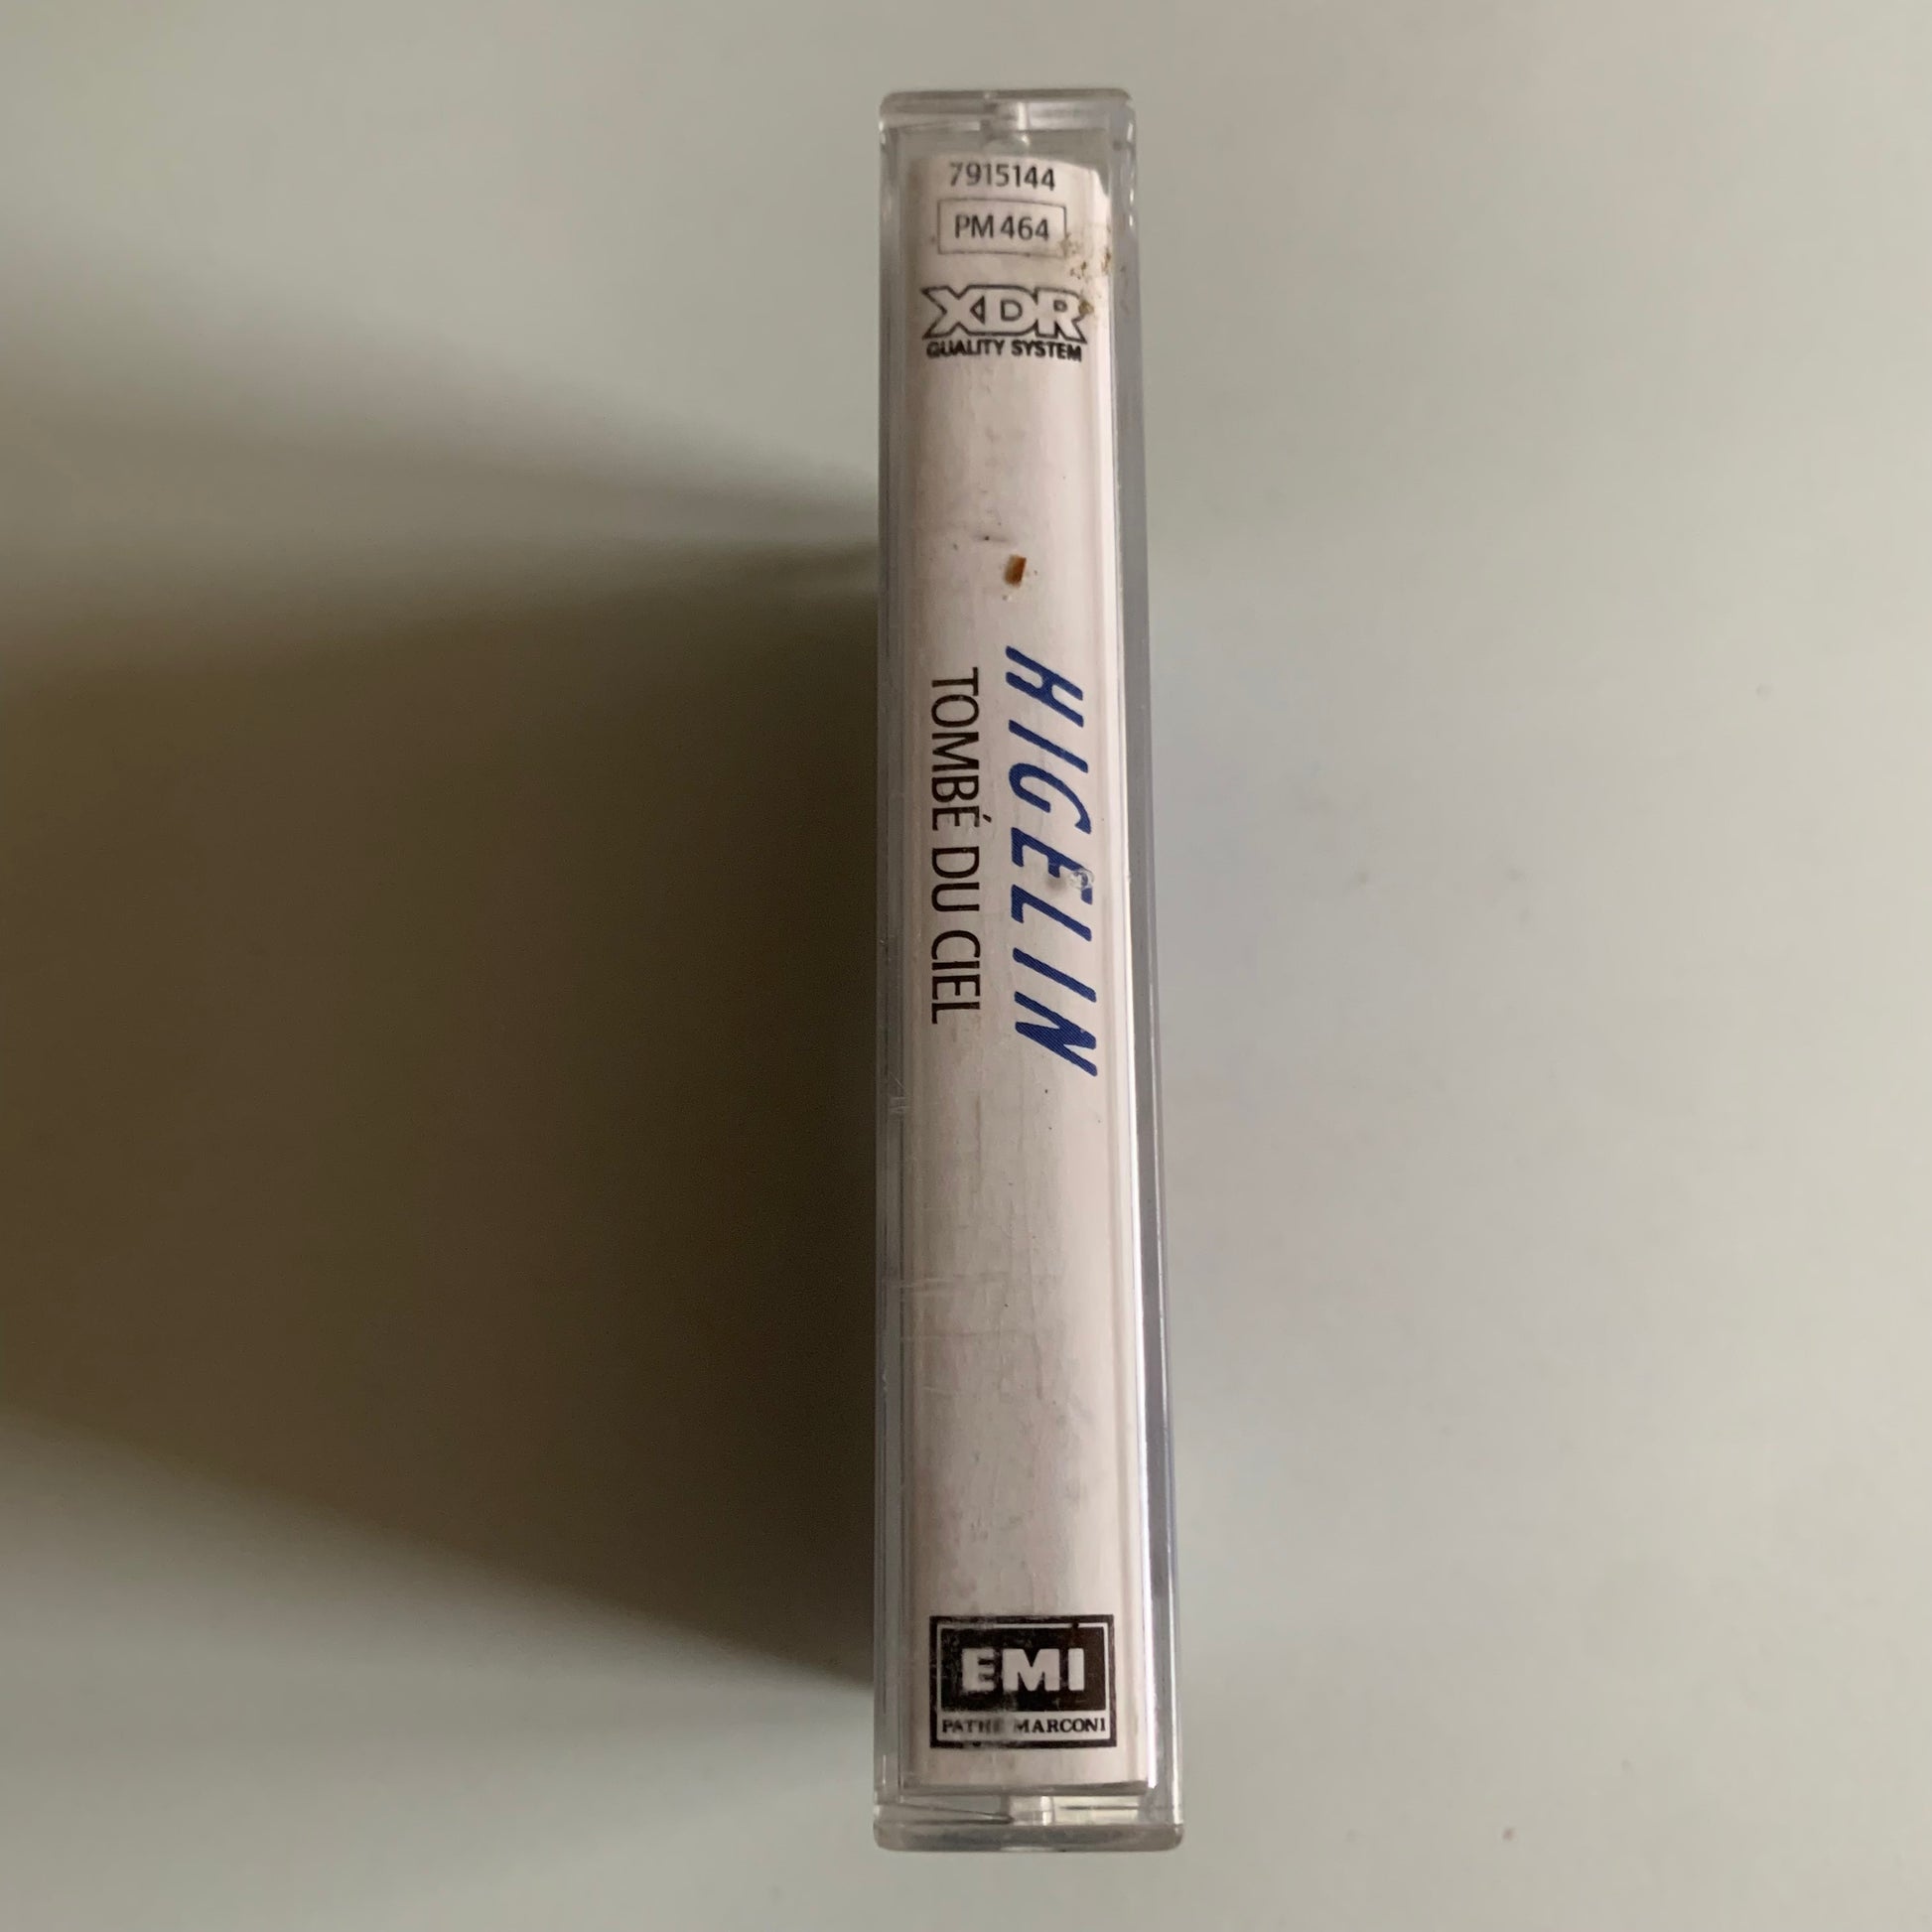 7915144
PM 464
XDR
QUALITY SYSTEM
HIGELIN
TOMBÉ DU CIEL
EMI
PATHE MARCONI